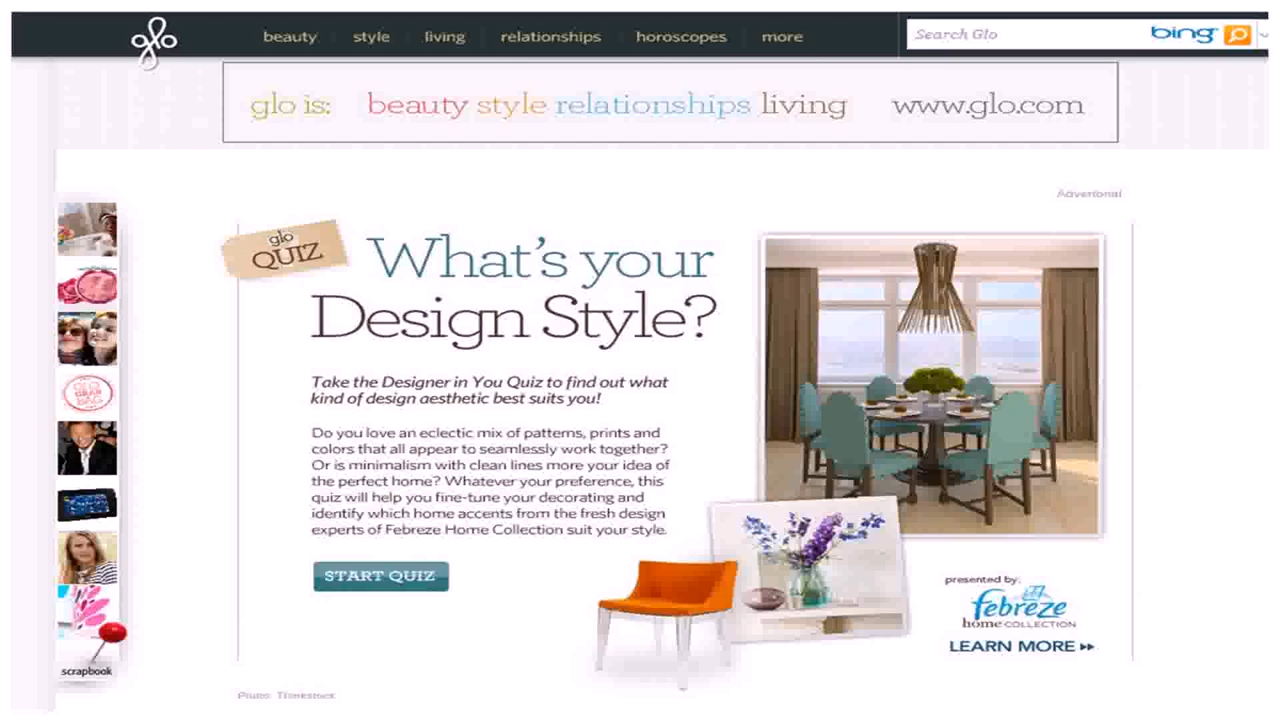 glo
beauty style living relationships horoscopes more
Search Glo
bing
glo is: beauty style relationships living www.glo.com
Advertorial
glo
QUIZ
What's your
Design Style?
Take the Designer in You Quiz to find out what
kind of design aesthetic best suits you!
Do you love an eclectic mix of patterns, prints and
colors that all appear to seamlessly work together?
Or is minimalism with clean lines more your idea of
the perfect home? Whatever your preference, this
quiz will help you fine-tune your decorating and
identify which home accents from the fresh design
experts of Febreze Home Collection suit your style.
START QUIZ
GLO
GRAB
BAG
scrapbook
presented by:
febreze
home COLLECTION
LEARN MORE
Photo: Thinkstock